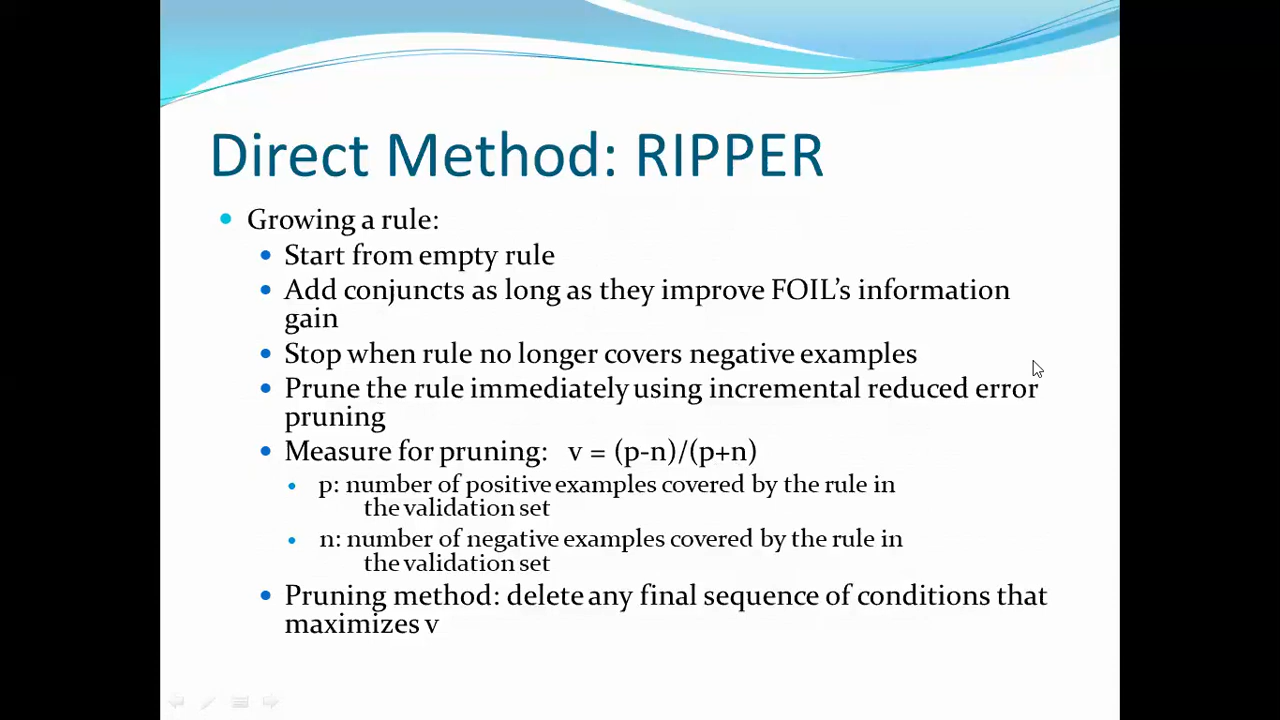 Direct Method: RIPPER
Growing a rule:
Start from empty rule
Add conjuncts as long as they improve FOIL's information
gain
Stop when rule no longer covers negative examples
Prune the rule immediately using incremental reduced error
pruning
Measure for pruning: v = (p-n)/(p+n)
p: number of positive examples covered by the rule in
the validation set
n: number of negative examples covered by the rule in
the validation set
Pruning method: delete any final sequence of conditions that
maximizes v